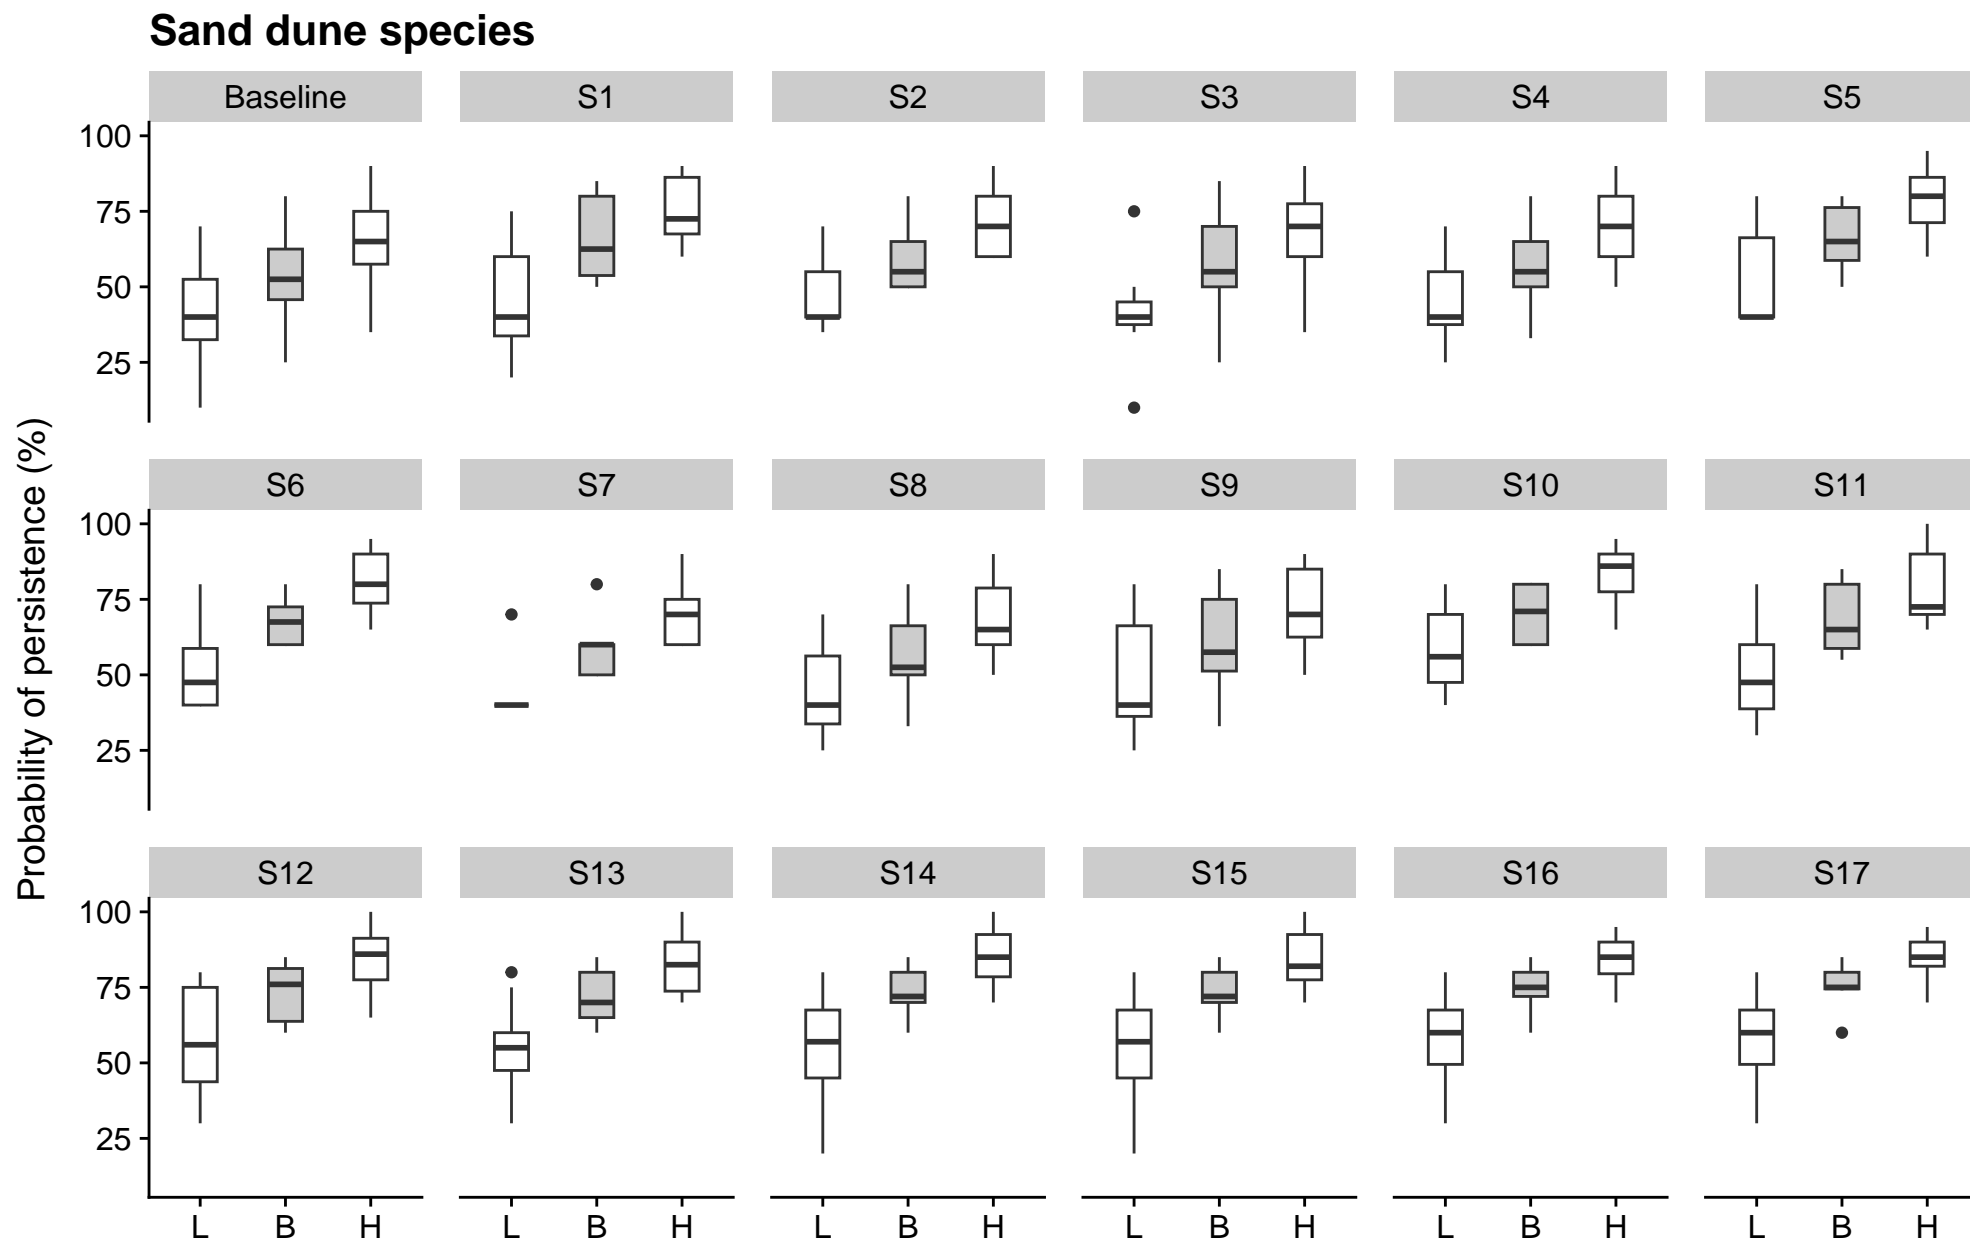 Sand dune species
Baseline S1 S2 S3 S4 S5
100
75
50
25
S6 S7 S8 S9 S10 S11
100
75
50
25
Probability of persistence (%)
S12 S13 S14 S15 S16 S17
100
75
50
25
L B H L B H L B H L B H L B H L B H